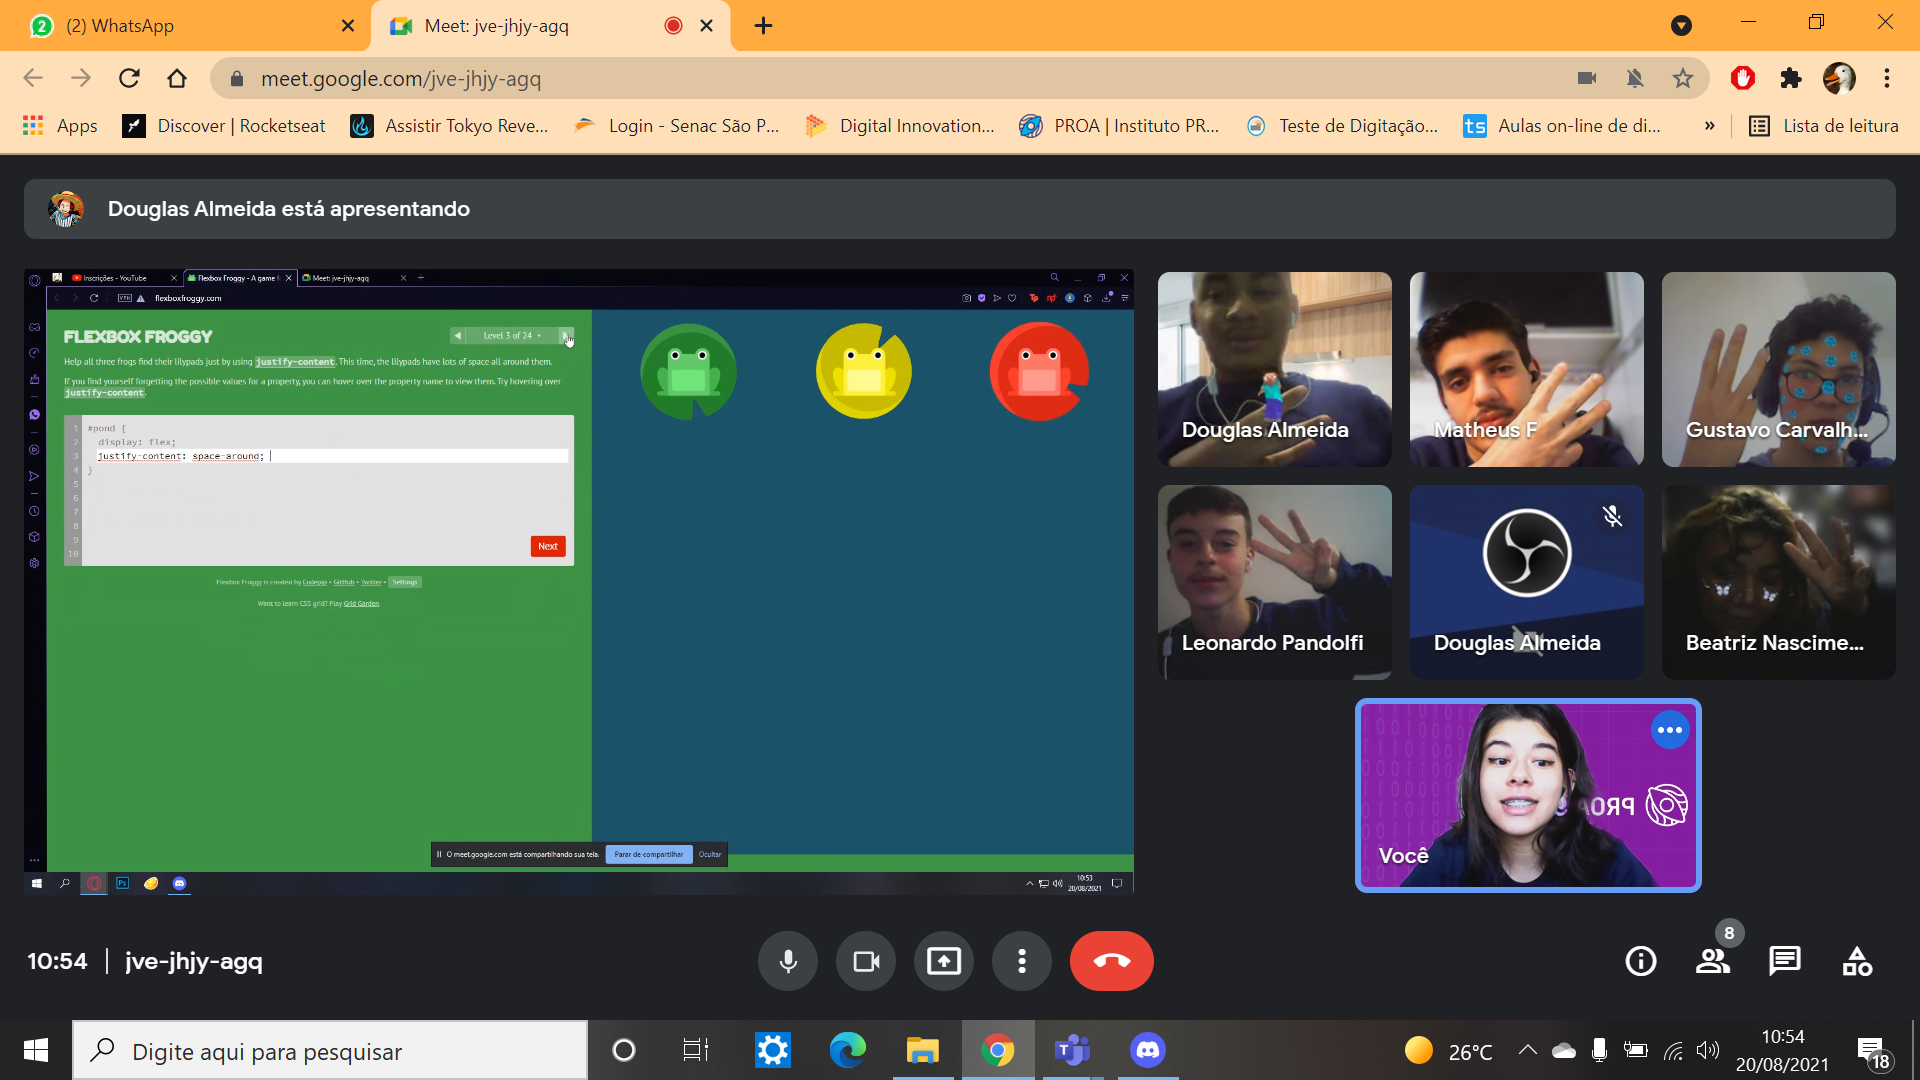 (2) WhatsApp
Meet: jve-jhjy-agq
meet.google.com/jve-jhjy-agq
Apps
Discover | Rocketseat
Assistir Tokyo Reve...
Login - Senac São P...
Digital Innovation...
PROA | Instituto PR...
Teste de Digitação...
ts
Aulas on-line de di...
»
Lista de leitura
Douglas Almeida está apresentando
Inscrições - YouTube
Flexbox Froggy - A game f
Meet: jve-jhjy-agq
VPN
flexboxfroggy.com
FLEXBOX FROGGY
Level 3 of 24
Help all three frogs find their lilypads just by using justify-content. This time, the lilypads have lots of space all around them.
If you find yourself forgetting the possible values for a property, you can hover over the property name to view them. Try hovering over
justify-content.
1 #pond {
2 display: flex;
3 justify-content: space-around;
4 }
5
6
7
8
9
10
Next
Flexbox Froggy is created by Codepip • GitHub • Twitter • Settings
Want to learn CSS grid? Play Grid Garden.
O meet.google.com está compartilhando sua tela.
Parar de compartilhar
Ocultar
Ps
10:53
20/08/2021
Douglas Almeida
Matheus F
Gustavo Carvalh...
Leonardo Pandolfi
Douglas Almeida
Beatriz Nascime...
PROA
Você
10:54 | jve-jhjy-agq
8
Digite aqui para pesquisar
26°C
10:54
20/08/2021
18